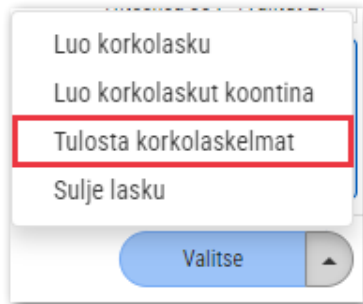 Luo korkolasku
Luo korkolaskut koontina
Tulosta korkolaskelmat
Sulje lasku
Valitse